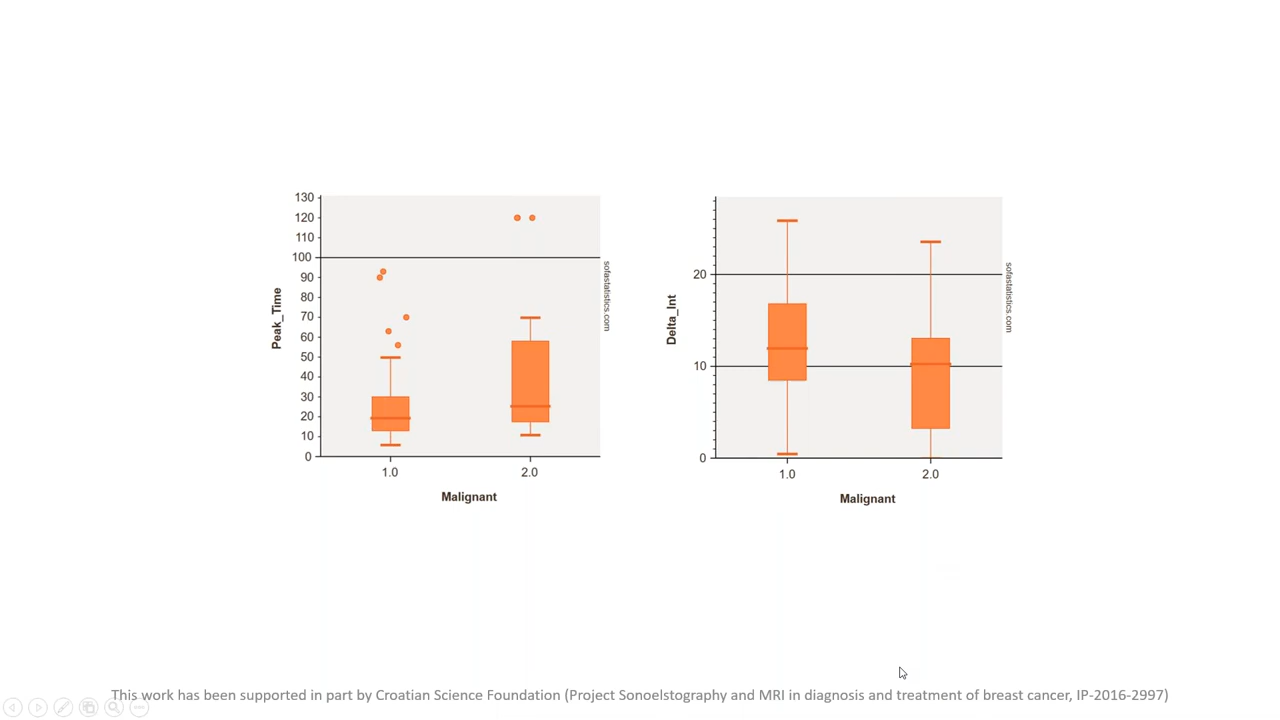 130
120
110
100
90
80
70
60
50
40
30
20
10
0
Peak_Time
1.0 2.0
Malignant
sofastatistics.com
20
10
0
Delta_Int
1.0 2.0
Malignant
sofastatistics.com
This work has been supported in part by Croatian Science Foundation (Project Sonoelstography and MRI in diagnosis and treatment of breast cancer, IP-2016-2997)